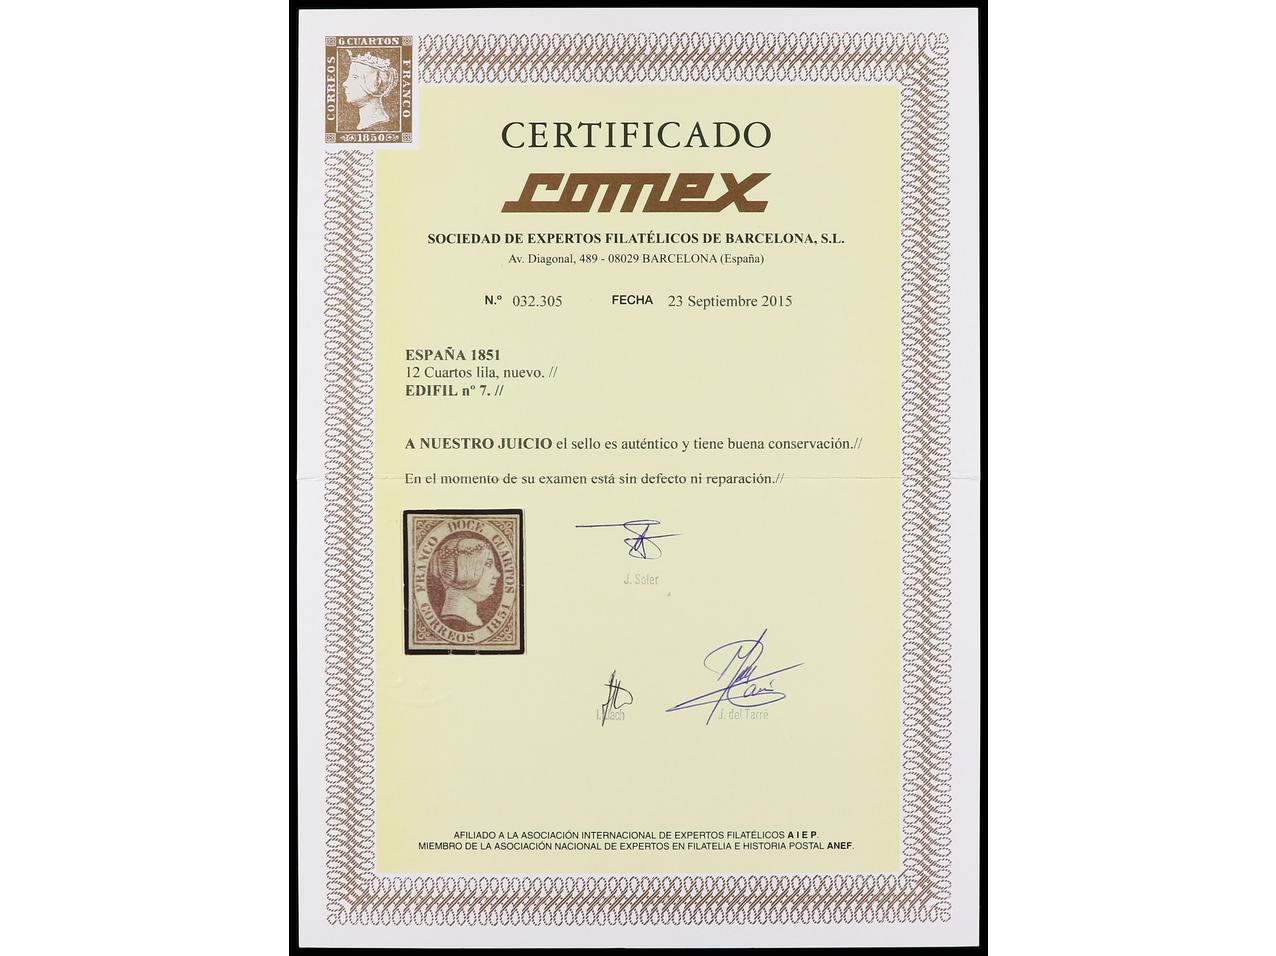 6 CUARTOS
CORREOS
FRANCO
1850
CERTIFICADO
comex
SOCIEDAD DE EXPERTOS FILATÉLICOS DE BARCELONA, S.L.
Av. Diagonal, 489 - 08029 BARCELONA (España)
N.º 032.305 FECHA 23 Septiembre 2015
ESPAÑA 1851
12 Cuartos lila, nuevo. //
EDIFIL nº 7. //
A NUESTRO JUICIO el sello es auténtico y tiene buena conservación.//
En el momento de su examen está sin defecto ni reparación.//
FRANCO DOCE CUARTOS
CORREOS 1851
J. Soler
I. Llach
J. del Tarré
AFILIADO A LA ASOCIACIÓN INTERNACIONAL DE EXPERTOS FILATÉLICOS A I E P.
MIEMBRO DE LA ASOCIACIÓN NACIONAL DE EXPERTOS EN FILATELIA E HISTORIA POSTAL ANEF.